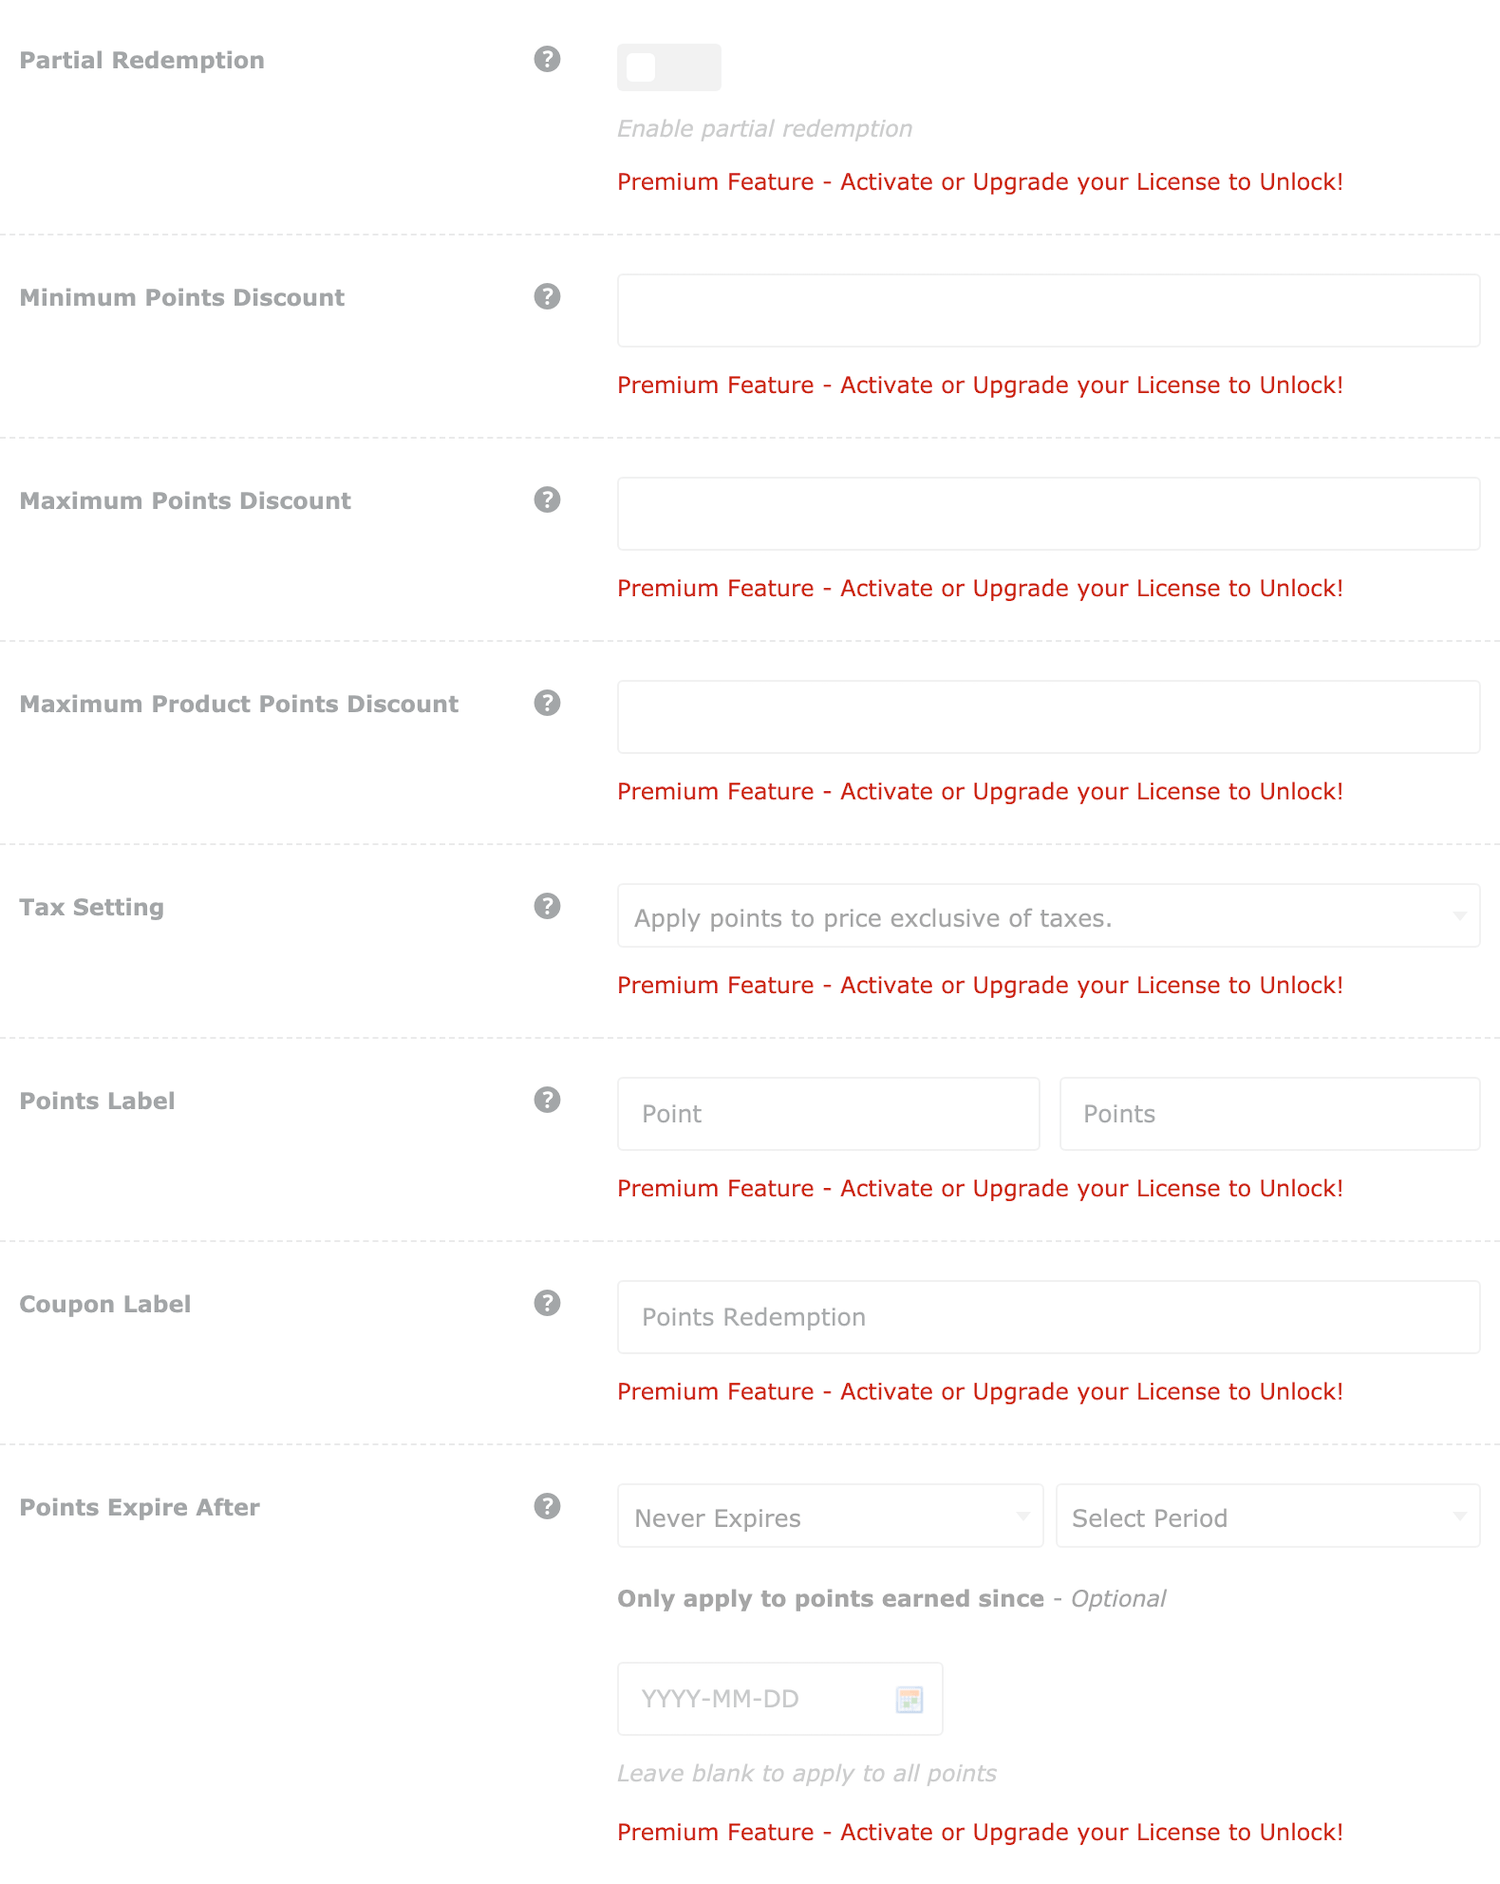 Partial Redemption
Enable partial redemption
Premium Feature - Activate or Upgrade your License to Unlock!
Minimum Points Discount
Premium Feature - Activate or Upgrade your License to Unlock!
Maximum Points Discount
Premium Feature - Activate or Upgrade your License to Unlock!
Maximum Product Points Discount
Premium Feature - Activate or Upgrade your License to Unlock!
Tax Setting
Apply points to price exclusive of taxes.
Premium Feature - Activate or Upgrade your License to Unlock!
Points Label
Point
Points
Premium Feature - Activate or Upgrade your License to Unlock!
Coupon Label
Points Redemption
Premium Feature - Activate or Upgrade your License to Unlock!
Points Expire After
Never Expires
Select Period
Only apply to points earned since - Optional
YYYY-MM-DD
Leave blank to apply to all points
Premium Feature - Activate or Upgrade your License to Unlock!